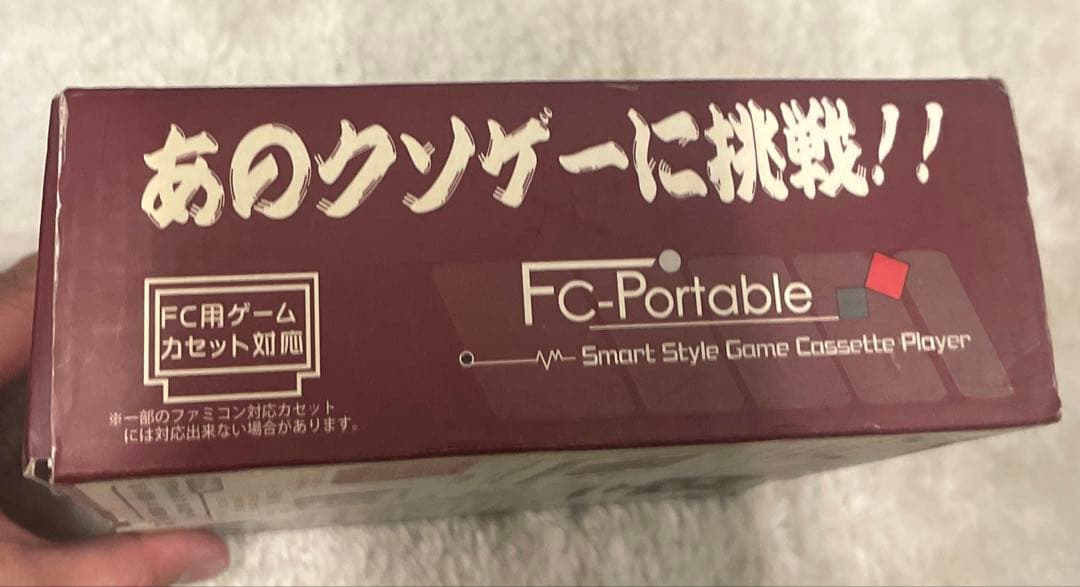 あのクソゲーに挑戦!!
FC用ゲーム
カセット対応
※一部のファミコン対応カセット
には対応出来ない場合があります。
FC-Portable
Smart Style Game Cassette Player